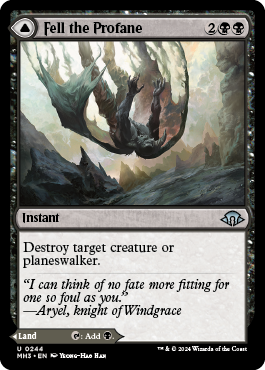 Fell the Profane 2
Instant
Destroy target creature or
planeswalker.
“I can think of no fate more fitting for
one so foul as you.”
—Aryel, knight of Windgrace
Land : Add .
U 0244
MH3 • EN Yeong-Hao Han
™ & © 2024 Wizards of the Coast